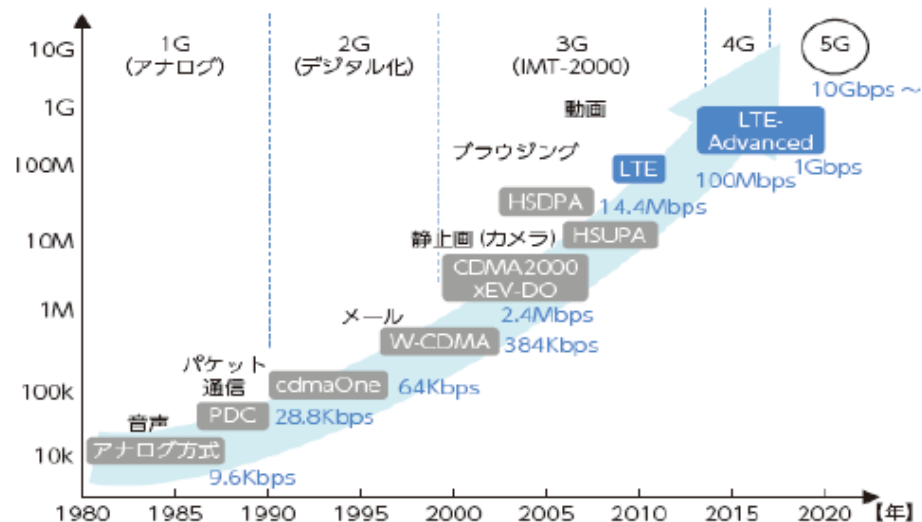 10G
1G
100M
10M
1M
100k
10k
1G
(アナログ)
2G
(デジタル化)
3G
(IMT-2000)
4G
5G
10Gbps ~
動画
LTE-
Advanced
ブラウジング
LTE
100Mbps
1Gbps
HSDPA
14.4Mbps
静止画 (カメラ)
HSUPA
CDMA2000
xEV-DO
2.4Mbps
メール
W-CDMA
384Kbps
パケット
通信
cdmaOne
64Kbps
PDC
28.8Kbps
音声
アナログ方式
9.6Kbps
1980 1985 1990 1995 2000 2005 2010 2015 2020 【年】